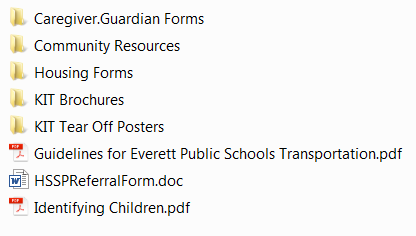 Caregiver.Guardian Forms
Community Resources
Housing Forms
KIT Brochures
KIT Tear Off Posters
Guidelines for Everett Public Schools Transportation.pdf
HSSPReferralForm.doc
Identifying Children.pdf